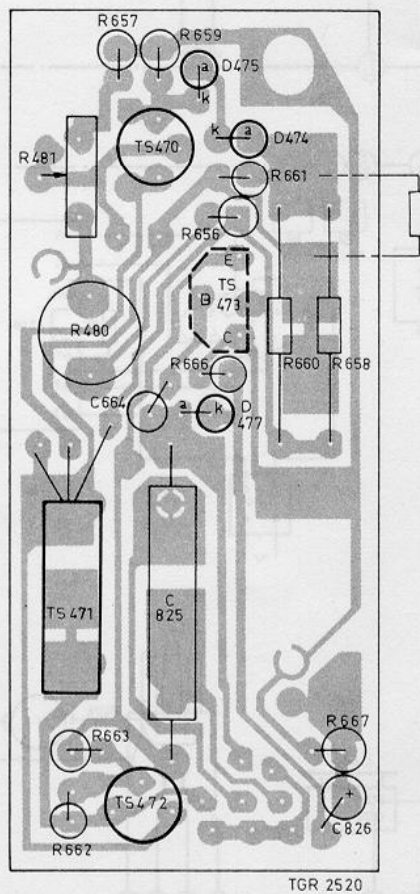 R657
R659
a
D475
k
TS470
k
a
D474
R481
R661
R656
E
TS
B
473
C
R480
R660
R658
R666
C664
a
k
D
477
C
825
TS471
R663
R667
TS472
+
R662
C826
TGR 2520